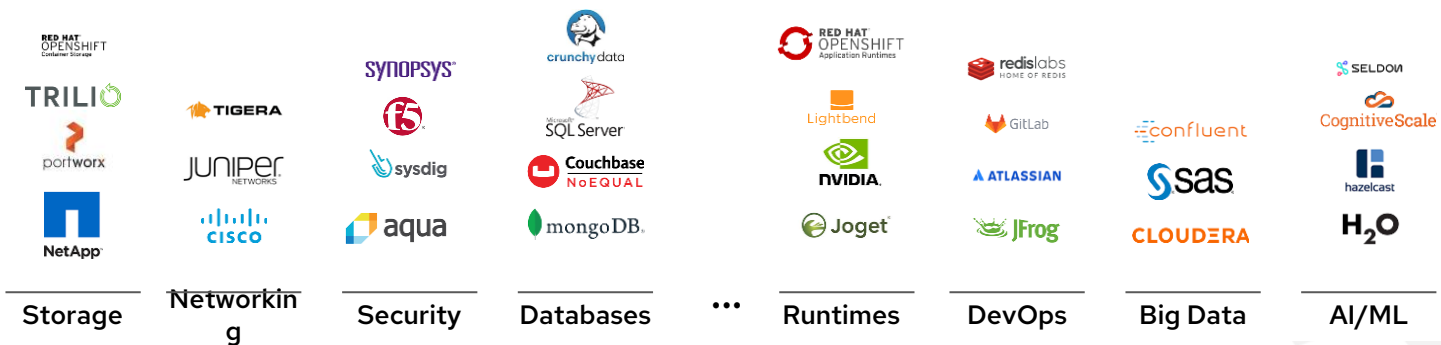 RED HAT
OPENSHIFT
Container Storage
TRILIO
portworx
NetApp
Storage
TIGERA
JUNIPER
NETWORKS
CISCO
Networkin
g
SYNOPSYS
f5
sysdig
aqua
Security
crunchydata
Microsoft
SQL Server
Couchbase
NoEQUAL
mongoDB
Databases
...
RED HAT
OPENSHIFT
Application Runtimes
Lightbend
NVIDIA
Joget
Runtimes
redislabs
HOME OF REDIS
GitLab
ATLASSIAN
JFrog
DevOps
confluent
sas
CLOUDERA
Big Data
SELDON
CognitiveScale
hazelcast
H2O
AI/ML